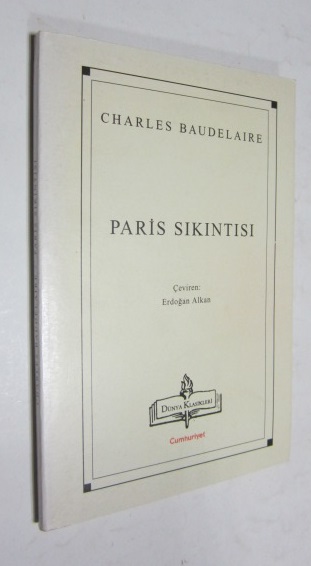 CHARLES BAUDELAIRE
PARİS SIKINTISI
Çeviren:
Erdoğan Alkan
DÜNYA KLASİKLERİ
Cumhuriyet